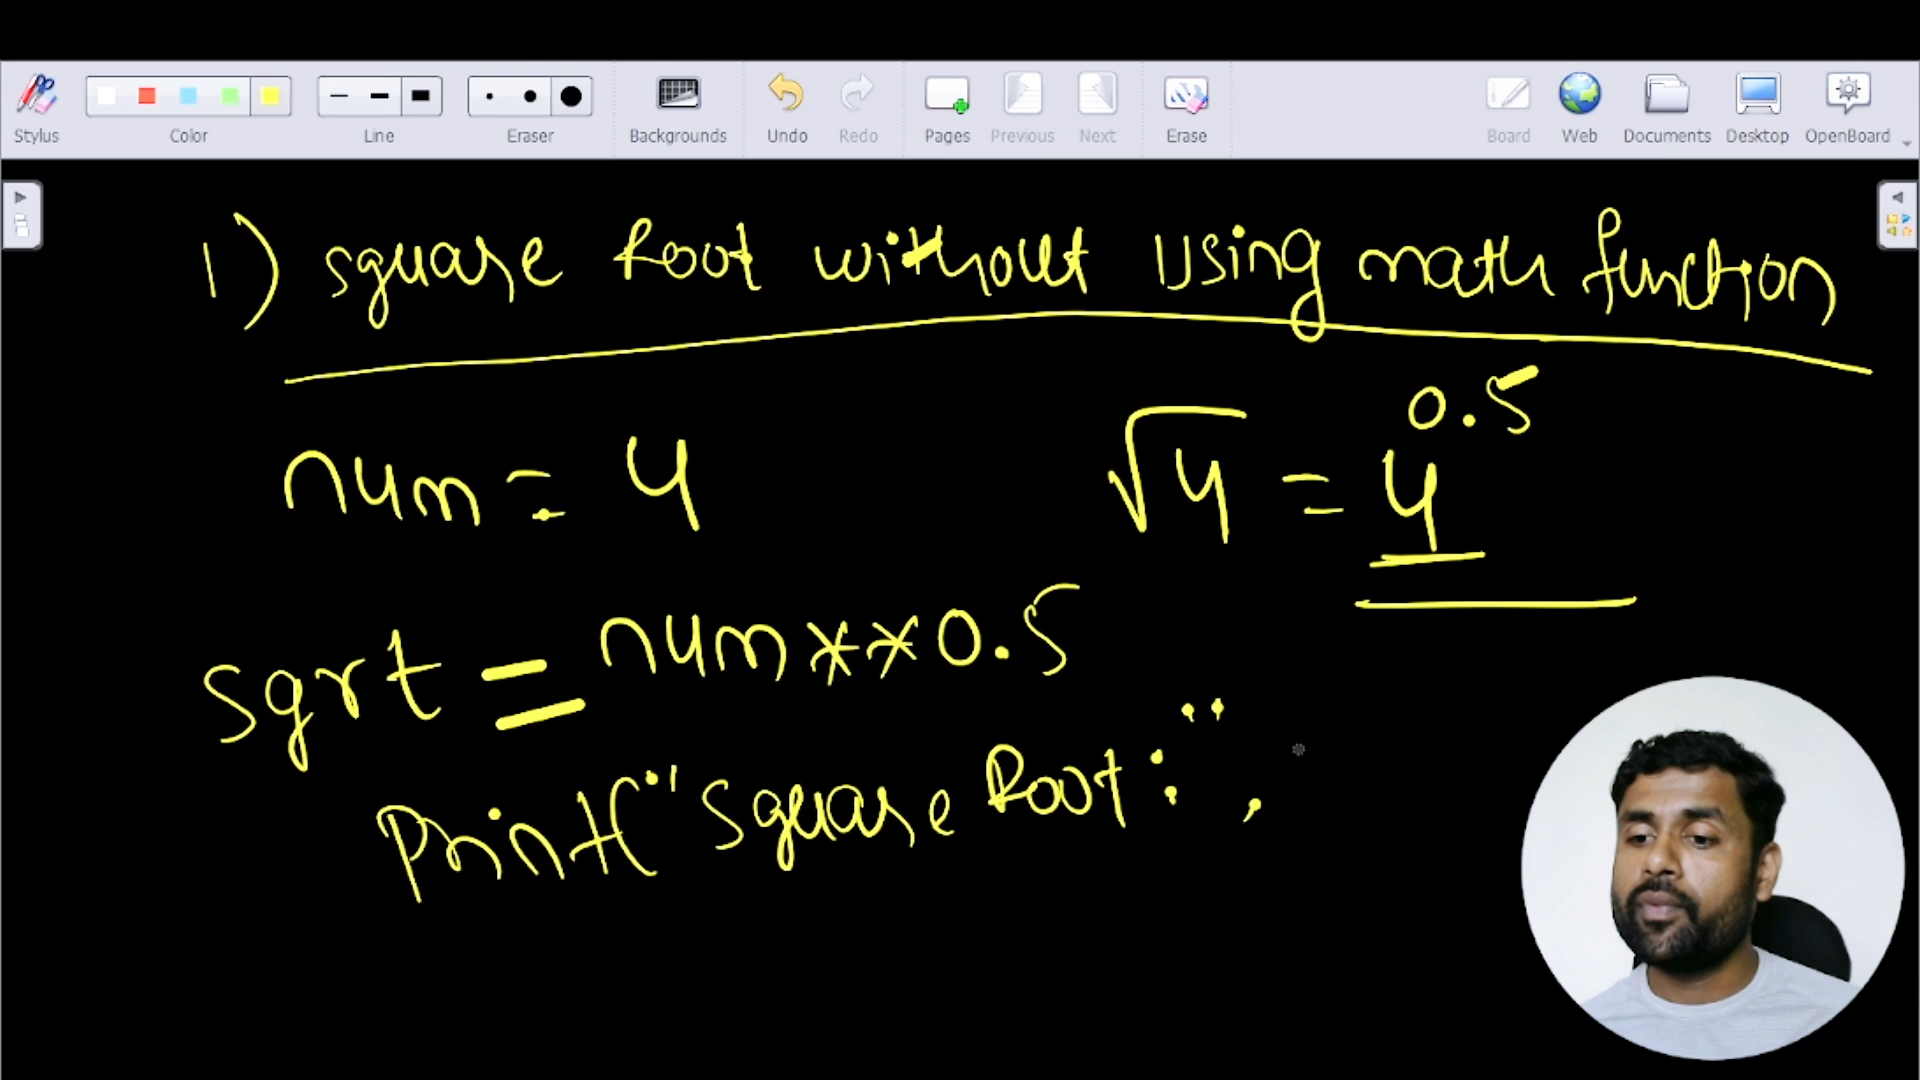 Stylus Color Line Eraser Backgrounds Undo Redo Pages Previous Next Erase Board Web Documents Desktop OpenBoard
1) square Root without Using math function
num = 4
√4 = 4^0.5
sqrt = num**0.5
Print("Square Root:",